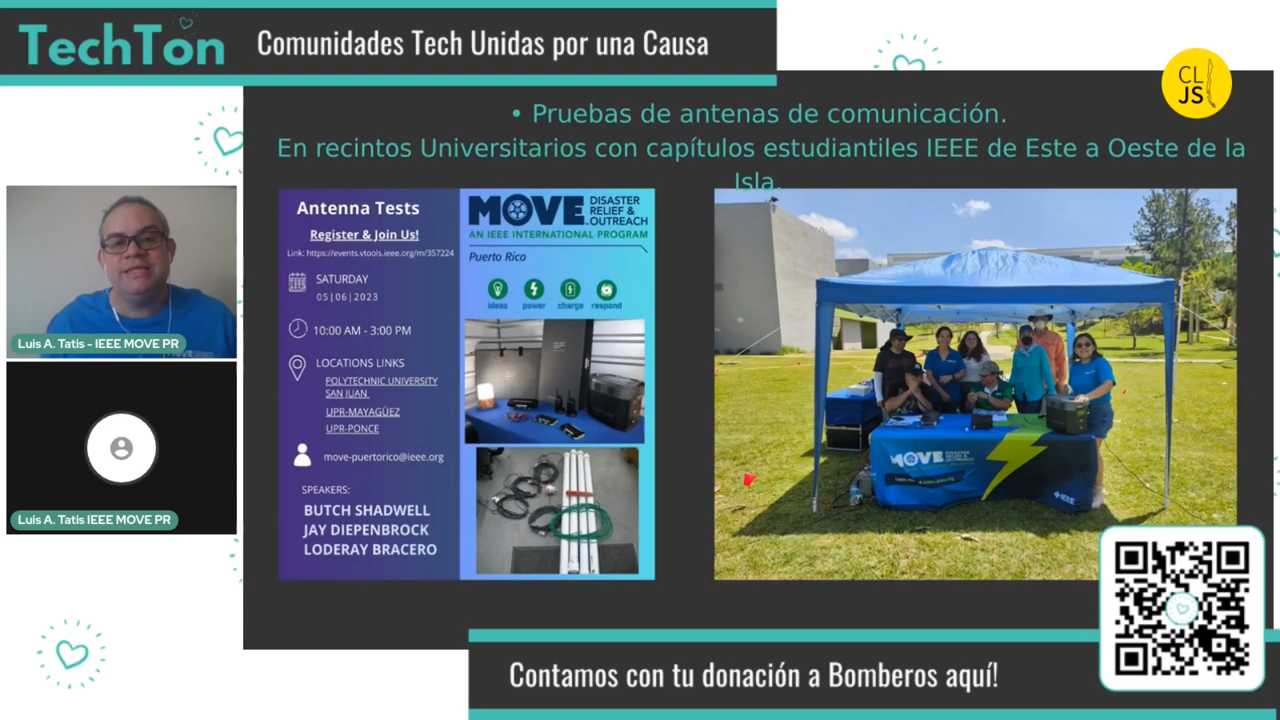 TechTon
Comunidades Tech Unidas por una Causa
CL
JS
• Pruebas de antenas de comunicación.
En recintos Universitarios con capítulos estudiantiles IEEE de Este a Oeste de la
Isla.
Antenna Tests
Register & Join Us!
Link: https://events.vtools.ieee.org/m/357224
SATURDAY
05|06|2023
10:00 AM - 3:00 PM
LOCATIONS LINKS
POLYTECHNIC UNIVERSITY
SAN JUAN
UPR-MAYAGÜEZ
UPR-PONCE
move-puertorico@ieee.org
SPEAKERS:
BUTCH SHADWELL
JAY DIEPENBROCK
LODERAY BRACERO
MOVE DISASTER
RELIEF &
OUTREACH
AN IEEE INTERNATIONAL PROGRAM
Puerto Rico
ideas power charge respond
MOVE DISASTER
RELIEF &
OUTREACH
IEEE
Luis A. Tatis - IEEE MOVE PR
Luis A. Tatis IEEE MOVE PR
Contamos con tu donación a Bomberos aquí!